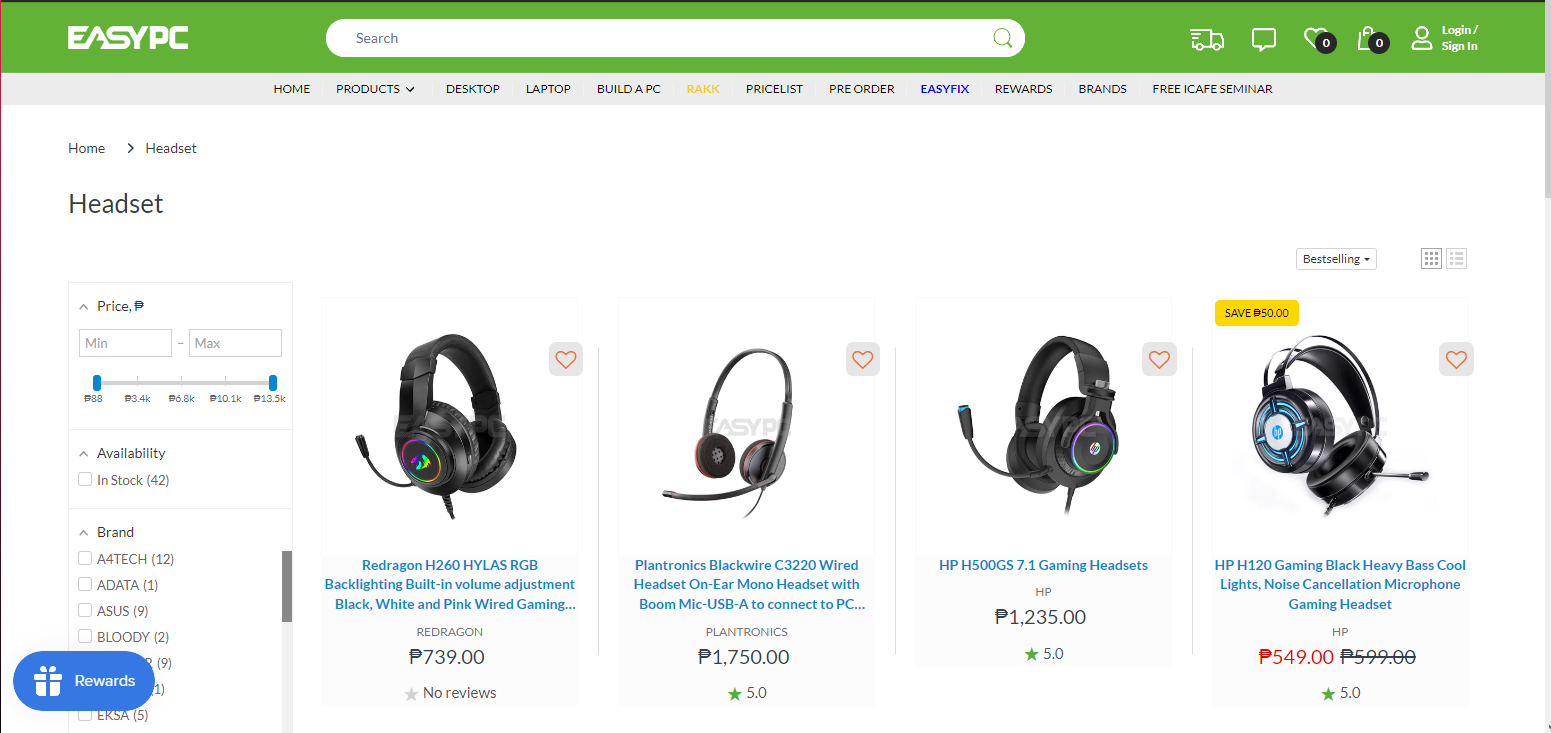 EASYPC
Search
0
0
Login /
Sign In
HOME
PRODUCTS
DESKTOP
LAPTOP
BUILD A PC
RAKK
PRICELIST
PRE ORDER
EASYFIX
REWARDS
BRANDS
FREE ICAFE SEMINAR
Home
Headset
Headset
Bestselling
Price, ₱
Min
–
Max
₱88
₱3.4k
₱6.8k
₱10.1k
₱13.5k
Availability
In Stock (42)
Brand
A4TECH (12)
ADATA (1)
ASUS (9)
BLOODY (2)
R (9)
(1)
EKSA (5)
Rewards
EASYPC
Redragon H260 HYLAS RGB
Backlighting Built-in volume adjustment
Black, White and Pink Wired Gaming...
REDRAGON
₱739.00
No reviews
EASYPC
Plantronics Blackwire C3220 Wired
Headset On-Ear Mono Headset with
Boom Mic-USB-A to connect to PC...
PLANTRONICS
₱1,750.00
5.0
EASYPC
HP H500GS 7.1 Gaming Headsets
HP
₱1,235.00
5.0
SAVE ₱50.00
EASYPC
HP H120 Gaming Black Heavy Bass Cool
Lights, Noise Cancellation Microphone
Gaming Headset
HP
₱549.00 ₱599.00
5.0